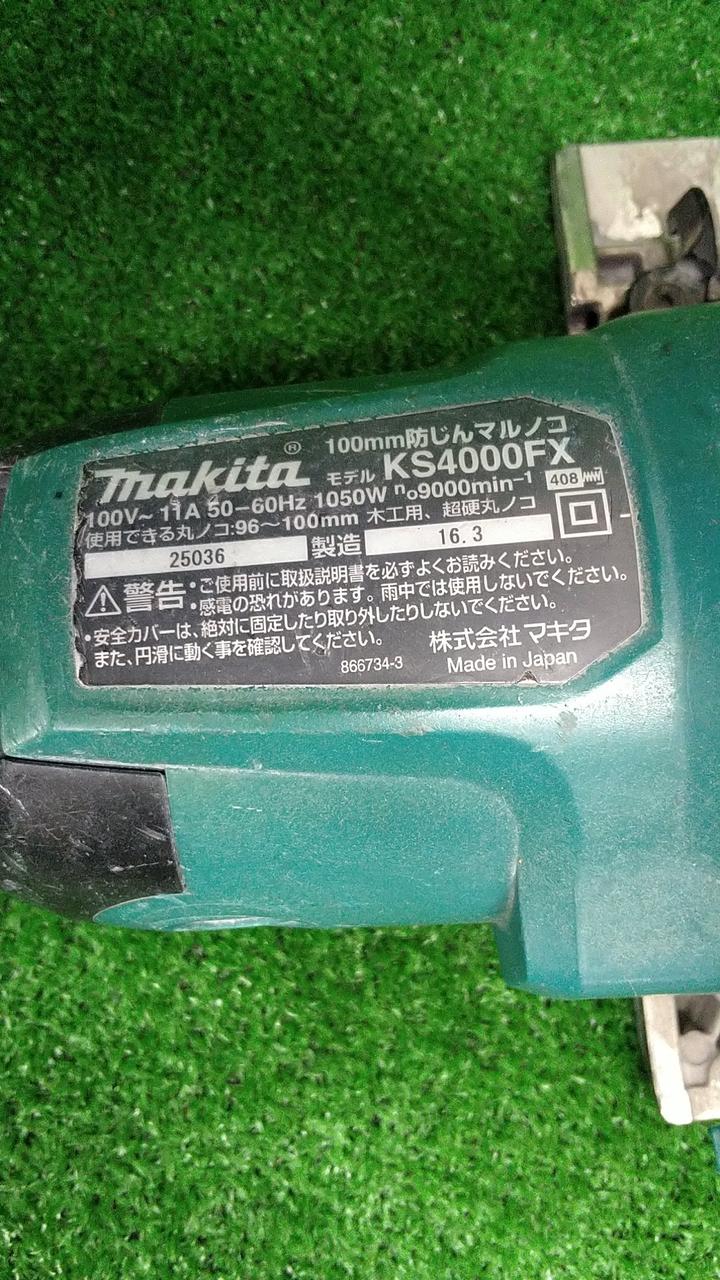 makita® 100mm防じんマルノコ
モデル KS4000FX
100V~ 11A 50-60Hz 1050W n₀9000min⁻¹ 408
使用できる丸ノコ:96～100mm 木工用、超硬丸ノコ
25036 製造 16.3
警告 ・ご使用前に取扱説明書を必ずよくお読みください。
・感電の恐れがあります。雨中では使用しないでください。
・安全カバーは、絶対に固定したり取り外したりしないでください。
また、円滑に動く事を確認してください。
株式会社 マキタ
866734-3 Made in Japan